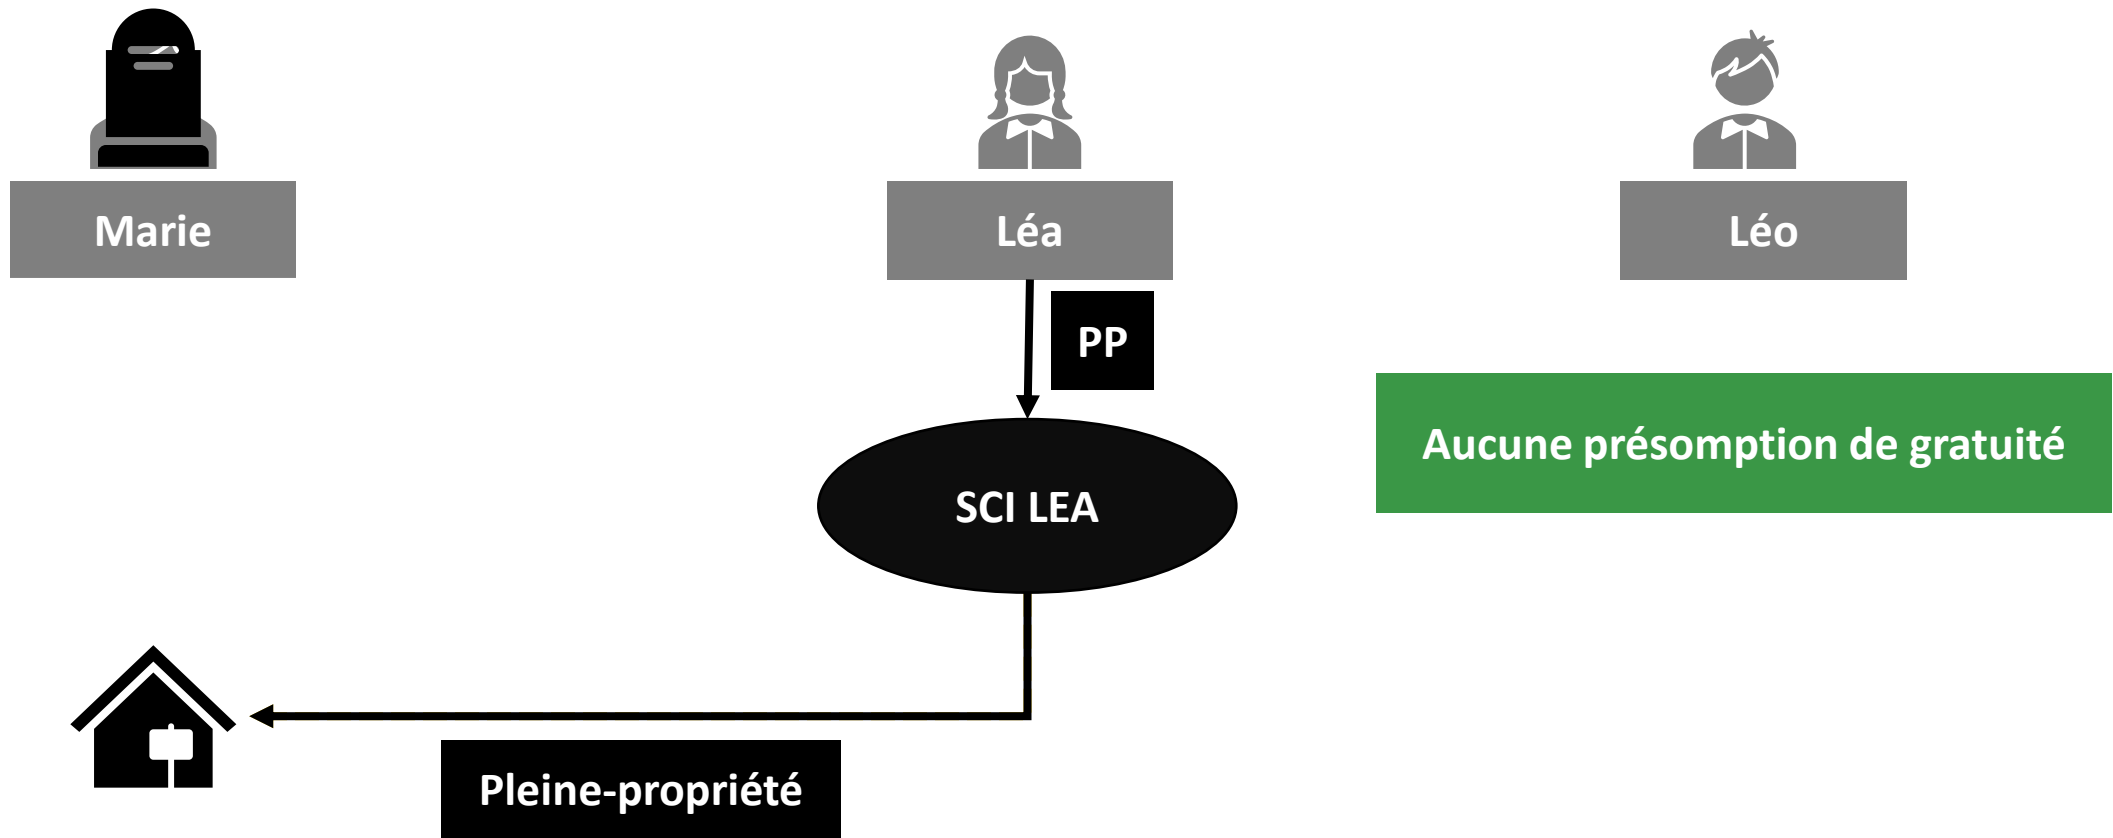 Marie
Léa
Léo
PP
Aucune présomption de gratuité
SCI LEA
Pleine-propriété